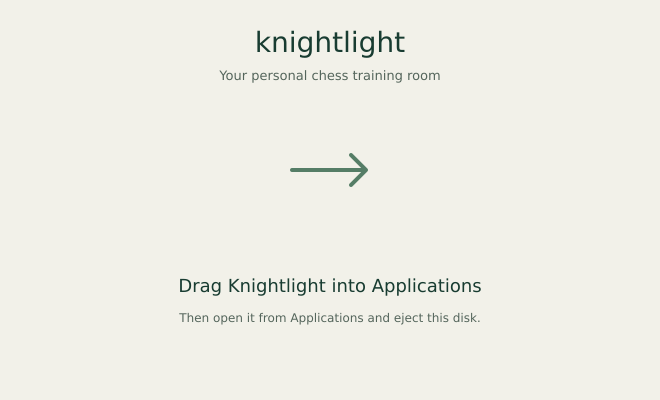 knightlight
Your personal chess training room
Drag Knightlight into Applications
Then open it from Applications and eject this disk.